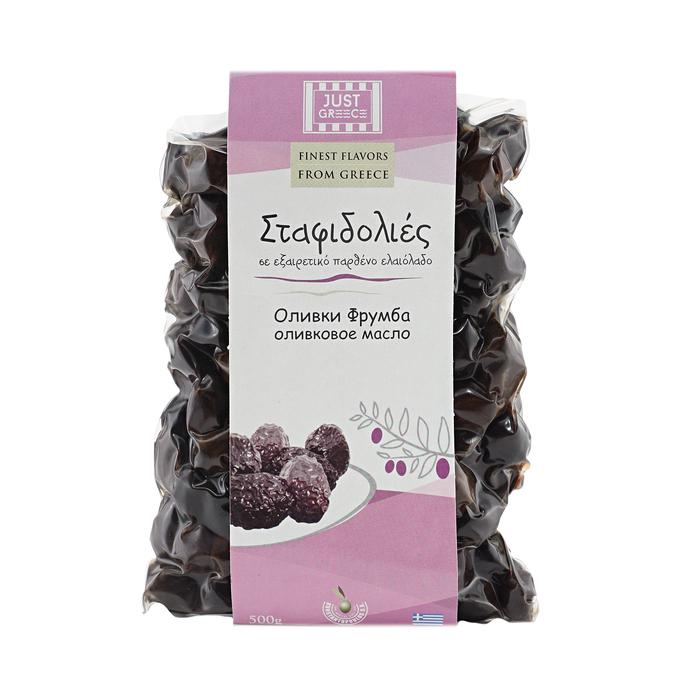 JUST
GREECE
FINEST FLAVORS
FROM GREECE
Σταφιδολιές
σε εξαιρετικό παρθένο ελαιόλαδο
Оливки Фрумба
оливковое масло
500g